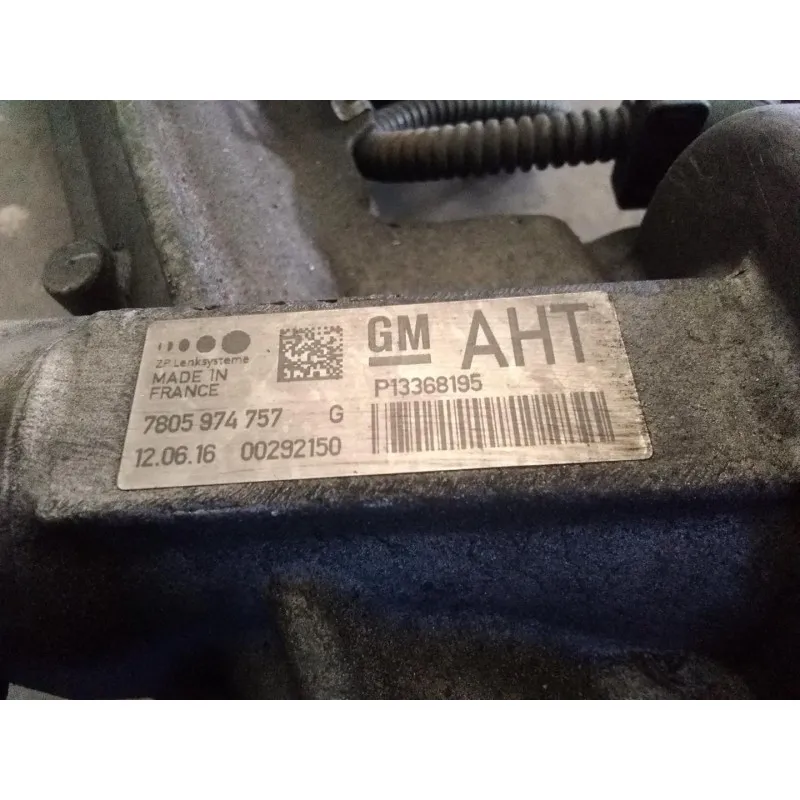 ZF Lenksysteme
MADE IN
FRANCE
7805 974 757 G
12.06.16 00292150
GM AHT
P13368195